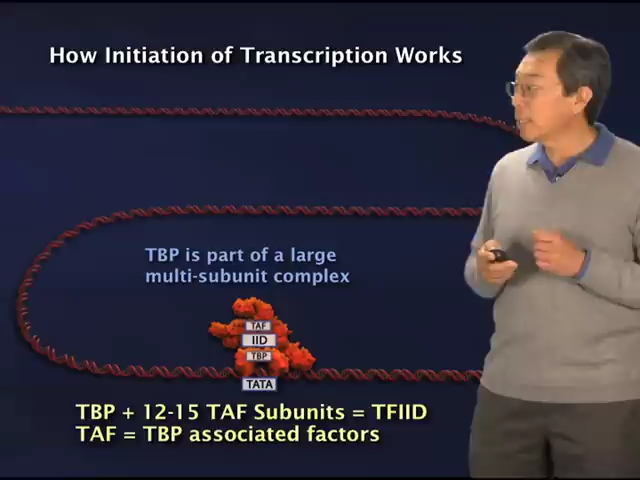 How Initiation of Transcription Works
TBP is part of a large
multi-subunit complex
TAF
IID
TBP
TATA
TBP + 12-15 TAF Subunits = TFIID
TAF = TBP associated factors